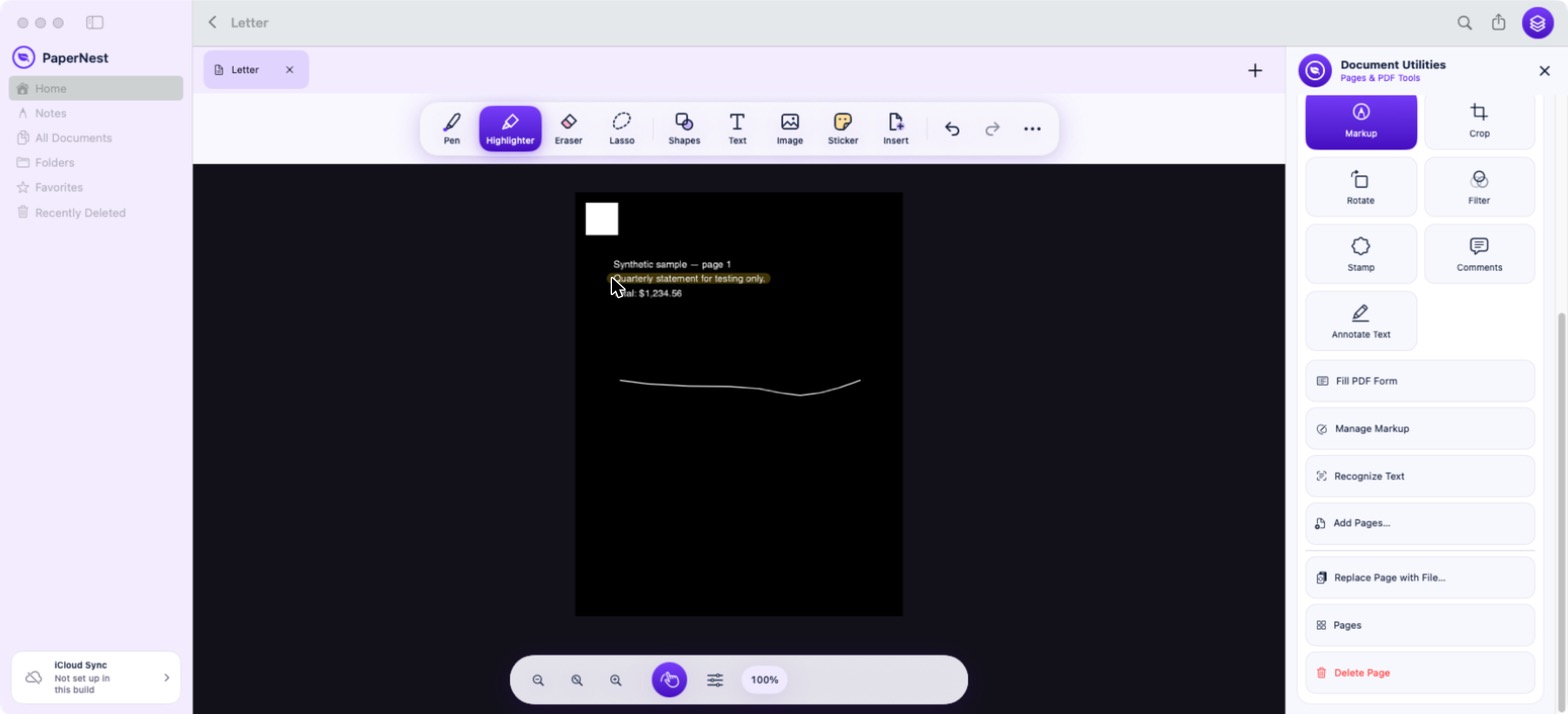 Letter
PaperNest
Home
Notes
All Documents
Folders
Favorites
Recently Deleted
iCloud Sync
Not set up in
this build
Letter
Pen
Highlighter
Eraser
Lasso
Shapes
Text
Image
Sticker
Insert
Synthetic sample — page 1
Quarterly statement for testing only.
$1,234.56
100%
Document Utilities
Pages & PDF Tools
Markup
Crop
Rotate
Filter
Stamp
Comments
Annotate Text
Fill PDF Form
Manage Markup
Recognize Text
Add Pages...
Replace Page with File...
Pages
Delete Page